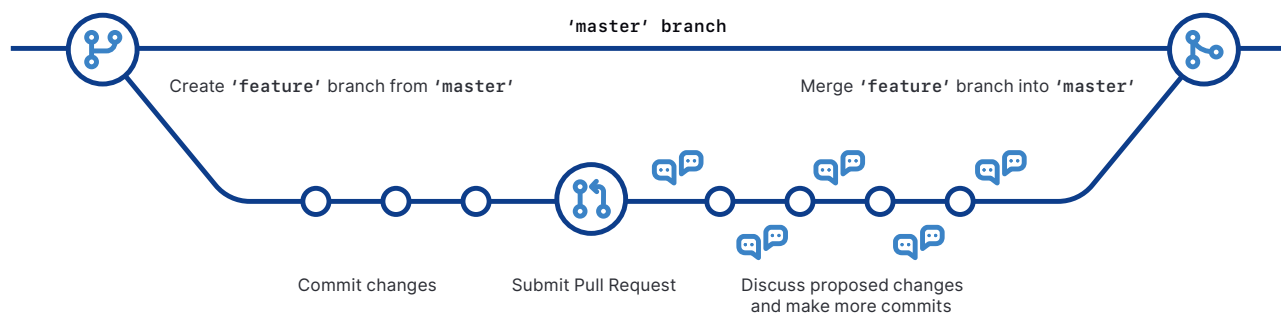 ‘master’ branch
Create ‘feature’ branch from ‘master’
Merge ‘feature’ branch into ‘master’
Commit changes
Submit Pull Request
Discuss proposed changes
and make more commits